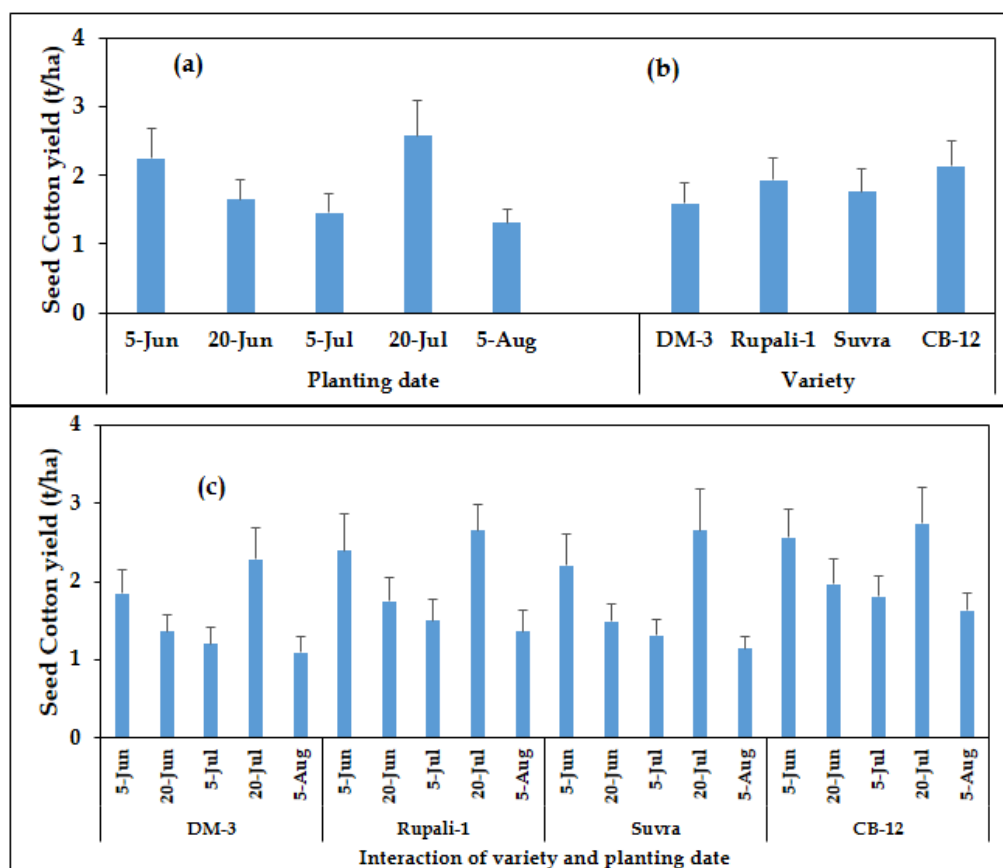 Seed Cotton yield (t/ha)
4
3
2
1
0
(a)
(b)
5-Jun 20-Jun 5-Jul 20-Jul 5-Aug
DM-3 Rupali-1 Suvra CB-12
Planting date
Variety
Seed Cotton yield (t/ha)
4
3
2
1
0
(c)
5-Jun 20-Jun 5-Jul 20-Jul 5-Aug 5-Jun 20-Jun 5-Jul 20-Jul 5-Aug 5-Jun 20-Jun 5-Jul 20-Jul 5-Aug 5-Jun 20-Jun 5-Jul 20-Jul 5-Aug
DM-3 Rupali-1 Suvra CB-12
Interaction of variety and planting date